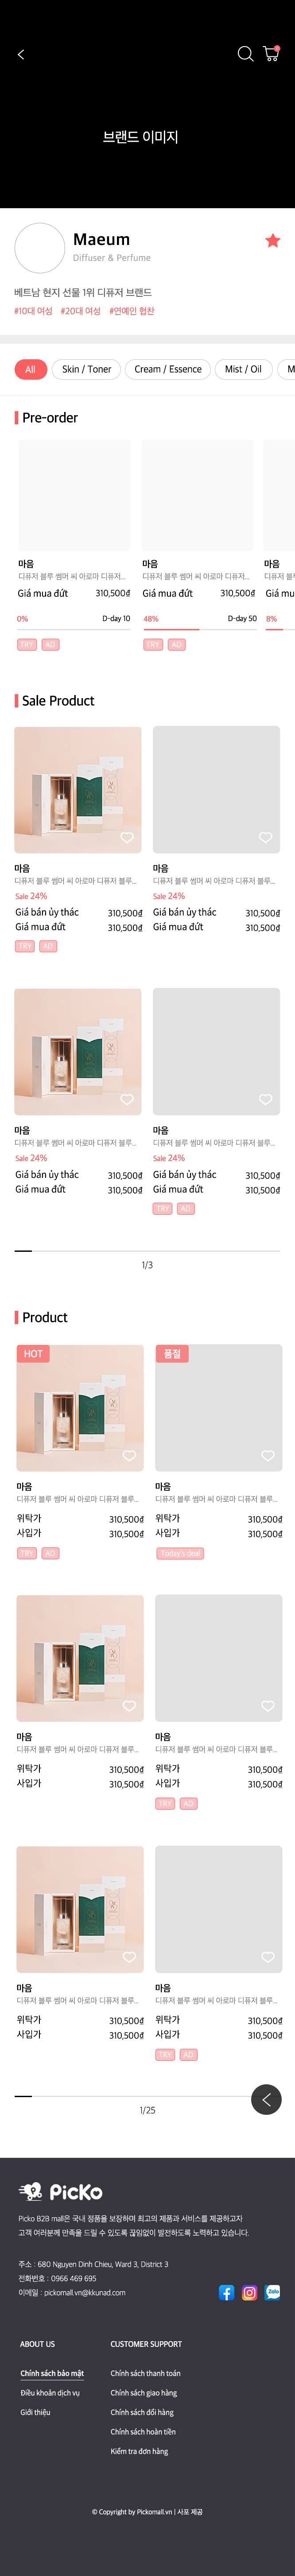 0
브랜드 이미지
Maeum
Diffuser & Perfume
베트남 현지 선물 1위 디퓨저 브랜드
#10대 여성 #20대 여성 #연예인 협찬
All Skin / Toner Cream / Essence Mist / Oil M
Pre-order
마음 마음 마음
디퓨저 블루 썸머 씨 아로마 디퓨저... 디퓨저 블루 썸머 씨 아로마 디퓨저... 디퓨저 블루
Giá mua đứt 310,500₫ Giá mua đứt 310,500₫ Giá mu
0% D-day 10 48% D-day 50 8%
TRY AD TRY AD
Sale Product
마음 마음
디퓨저 블루 썸머 씨 아로마 디퓨저 블루... 디퓨저 블루 썸머 씨 아로마 디퓨저 블루...
Sale 24% Sale 24%
Giá bán ủy thác 310,500₫ Giá bán ủy thác 310,500₫
Giá mua đứt 310,500₫ Giá mua đứt 310,500₫
TRY AD
마음 마음
디퓨저 블루 썸머 씨 아로마 디퓨저 블루... 디퓨저 블루 썸머 씨 아로마 디퓨저 블루...
Sale 24% Sale 24%
Giá bán ủy thác 310,500₫ Giá bán ủy thác 310,500₫
Giá mua đứt 310,500₫ Giá mua đứt 310,500₫
TRY AD
1/3
Product
HOT 품절
마음 마음
디퓨저 블루 썸머 씨 아로마 디퓨저 블루... 디퓨저 블루 썸머 씨 아로마 디퓨저 블루...
위탁가 310,500₫ 위탁가 310,500₫
사입가 310,500₫ 사입가 310,500₫
TRY AD Today's deal
마음 마음
디퓨저 블루 썸머 씨 아로마 디퓨저 블루... 디퓨저 블루 썸머 씨 아로마 디퓨저 블루...
위탁가 310,500₫ 위탁가 310,500₫
사입가 310,500₫ 사입가 310,500₫
TRY AD
마음 마음
디퓨저 블루 썸머 씨 아로마 디퓨저 블루... 디퓨저 블루 썸머 씨 아로마 디퓨저 블루...
위탁가 310,500₫ 위탁가 310,500₫
사입가 310,500₫ 사입가 310,500₫
TRY AD
1/25
PicKo
Picko B2B mall은 국내 정품을 보장하며 최고의 제품과 서비스를 제공하고자
고객 여러분께 만족을 드릴 수 있도록 끊임없이 발전하도록 노력하고 있습니다.
주소 : 680 Nguyen Dinh Chieu, Ward 3, District 3
전화번호 : 0966 469 695
이메일 : pickomall.vn@kkunad.com
Zalo
ABOUT US CUSTOMER SUPPORT
Chính sách bảo mật Chính sách thanh toán
Điều khoản dịch vụ Chính sách giao hàng
Giới thiệu Chính sách đổi hàng
Chính sách hoàn tiền
Kiểm tra đơn hàng
© Copyright by Pickomall.vn | 사포 제공